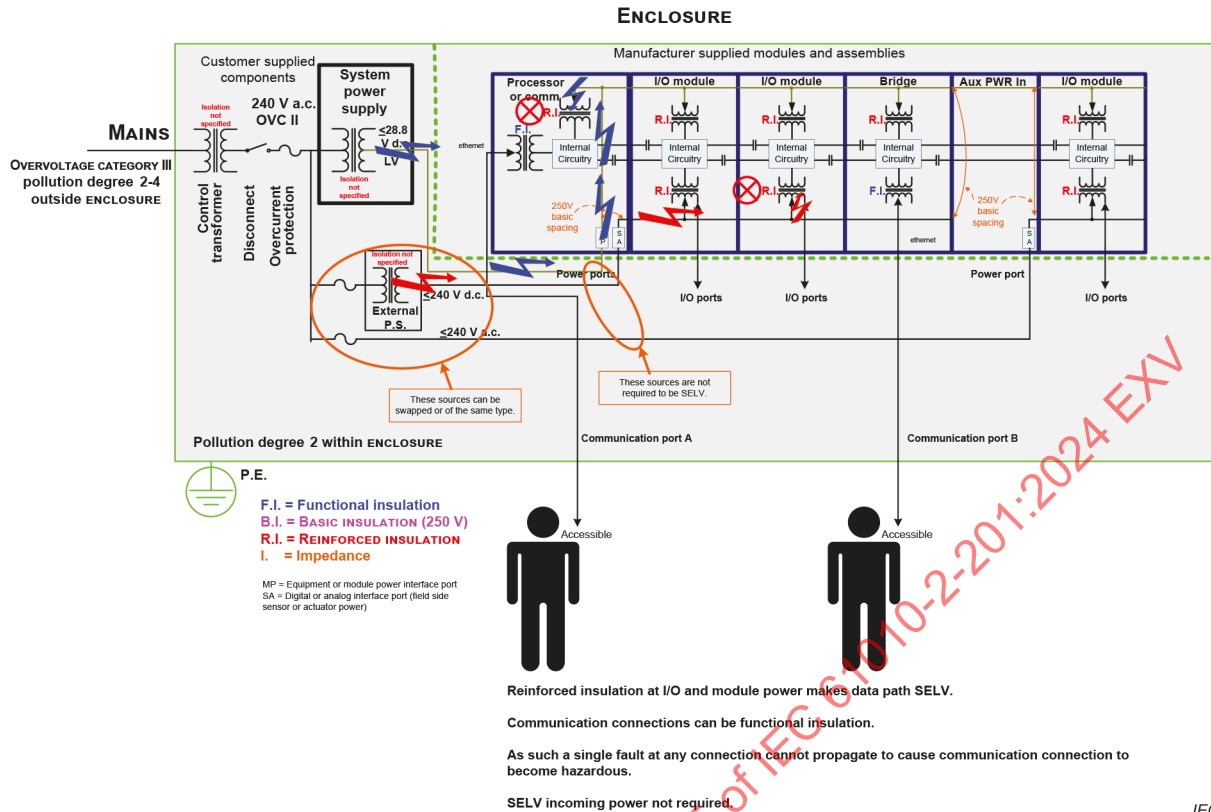 ENCLOSURE
Manufacturer supplied modules and assemblies
Customer supplied
components
System
power
supply
Isolation
not
specified
240 V a.c.
OVC II
≤28.8
V d.
LV
Isolation
not
specified
MAINS
OVERVOLTAGE CATEGORY III
pollution degree 2-4
outside ENCLOSURE
Control
transformer
Disconnect
Overcurrent
protection
Processor
or comm
I/O module
I/O module
Bridge
Aux PWR In
I/O module
R.I.
R.I.
R.I.
R.I.
R.I.
F.I.
ethernet
Internal
Circuitry
Internal
Circuitry
Internal
Circuitry
Internal
Circuitry
Internal
Circuitry
R.I.
R.I.
F.I.
R.I.
250V
basic
spacing
250V
basic
spacing
P
S
A
S
A
ethernet
Isolation not
specified
Power ports
Power port
I/O ports
I/O ports
I/O ports
≤240 V d.c.
External
P.S.
≤240 V a.c.
These sources can be
swapped or of the same type.
These sources are not
required to be SELV.
Pollution degree 2 within ENCLOSURE
Communication port A
Communication port B
P.E.
F.I. = Functional insulation
B.I. = BASIC INSULATION (250 V)
R.I. = REINFORCED INSULATION
I. = Impedance
MP = Equipment or module power interface port
SA = Digital or analog interface port (field side
sensor or actuator power)
Accessible
Accessible
Reinforced insulation at I/O and module power makes data path SELV.
Communication connections can be functional insulation.
As such a single fault at any connection cannot propagate to cause communication connection to
become hazardous.
SELV incoming power not required.
of IEC 61010-2-201:2024 EXV